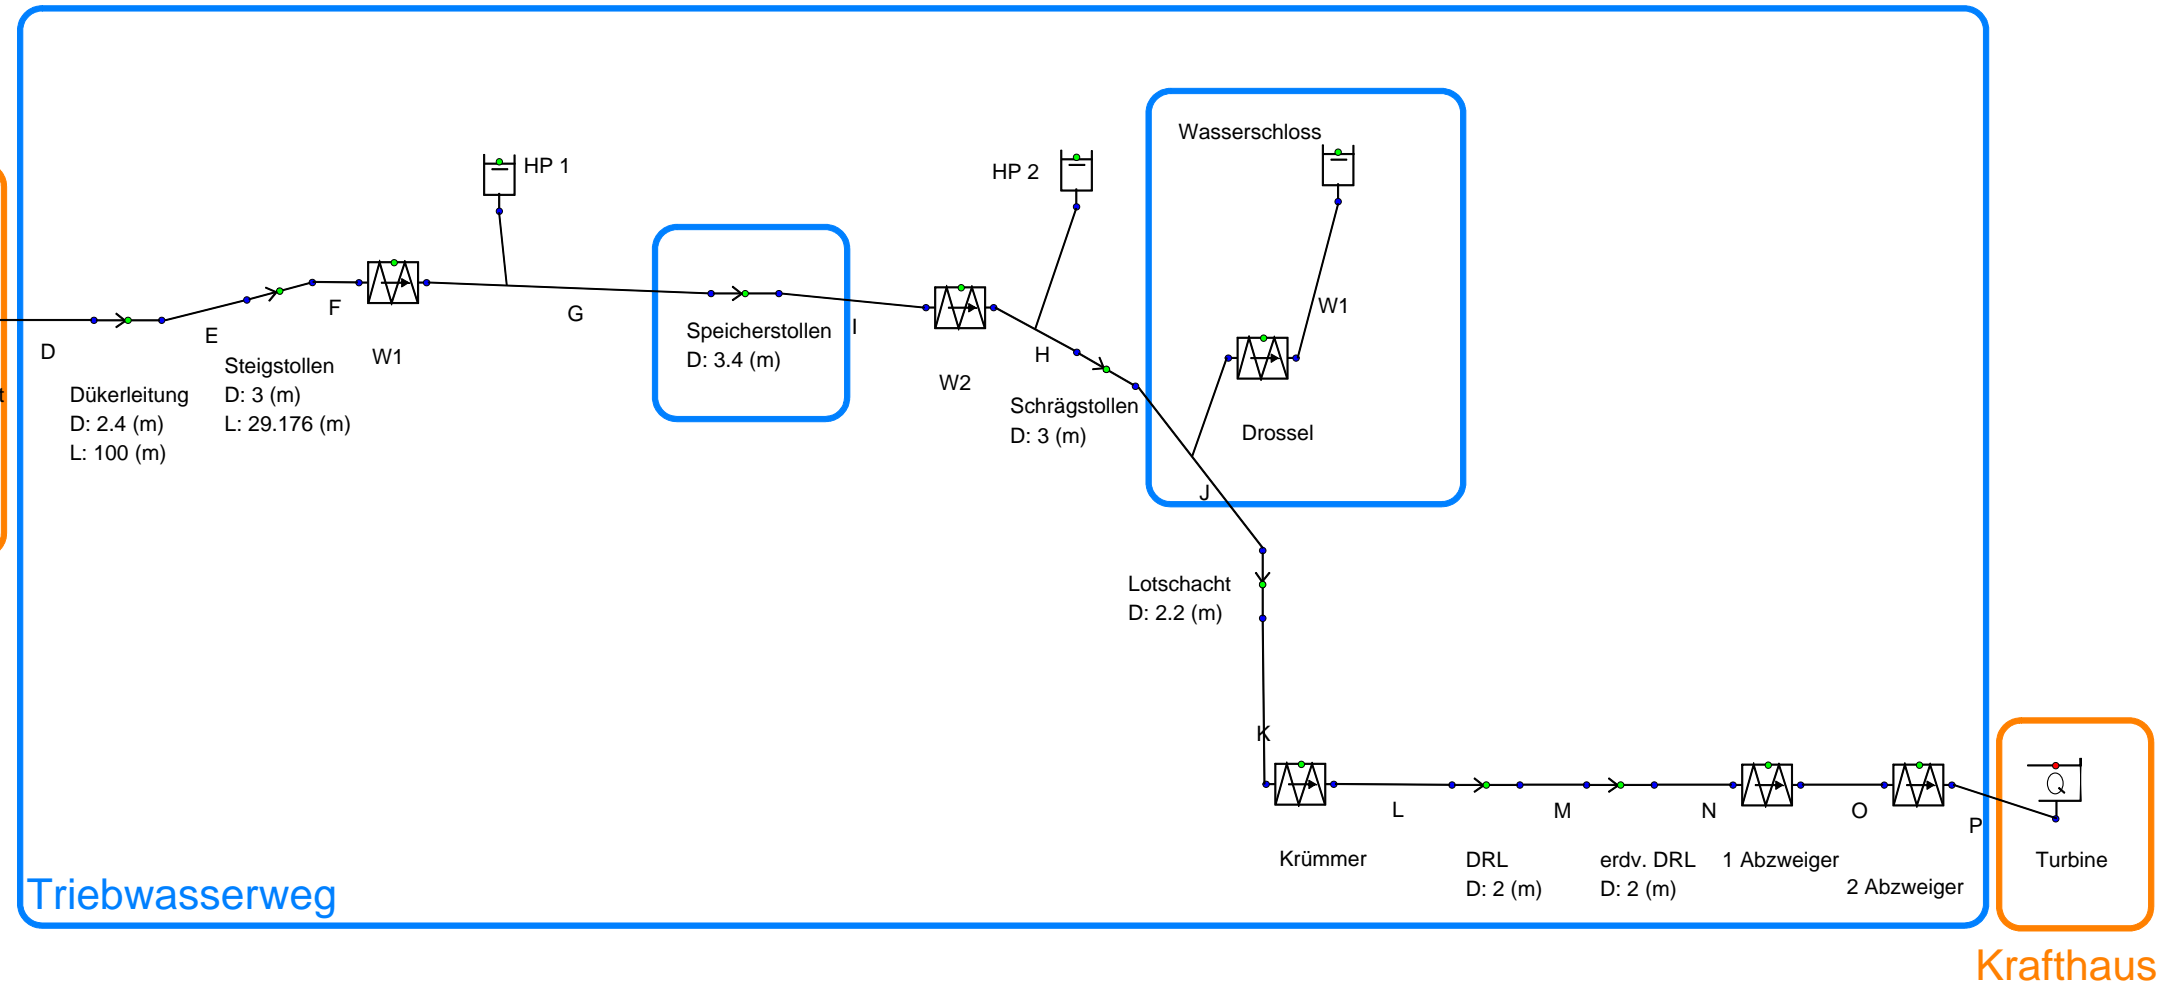 Wasserschloss
HP 1
HP 2
W1
D
E
F
G
I
H
W1
Steigstollen
D: 3 (m)
L: 29.176 (m)
Dükerleitung
D: 2.4 (m)
L: 100 (m)
Speicherstollen
D: 3.4 (m)
W2
Schrägstollen
D: 3 (m)
Drossel
J
Lotschacht
D: 2.2 (m)
K
L
M
N
O
P
Q
Krümmer
DRL
D: 2 (m)
erdv. DRL
D: 2 (m)
1 Abzweiger
2 Abzweiger
Turbine
Triebwasserweg
Krafthaus